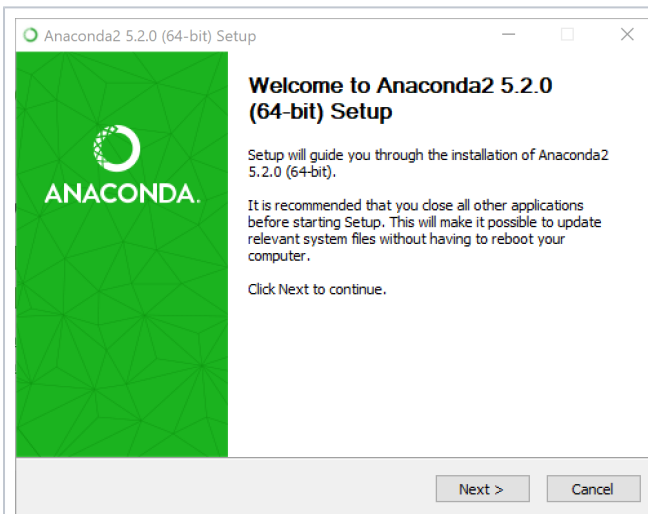 Anaconda2 5.2.0 (64-bit) Setup
Welcome to Anaconda2 5.2.0
(64-bit) Setup
ANACONDA.
Setup will guide you through the installation of Anaconda2
5.2.0 (64-bit).
It is recommended that you close all other applications
before starting Setup. This will make it possible to update
relevant system files without having to reboot your
computer.
Click Next to continue.
Next >
Cancel